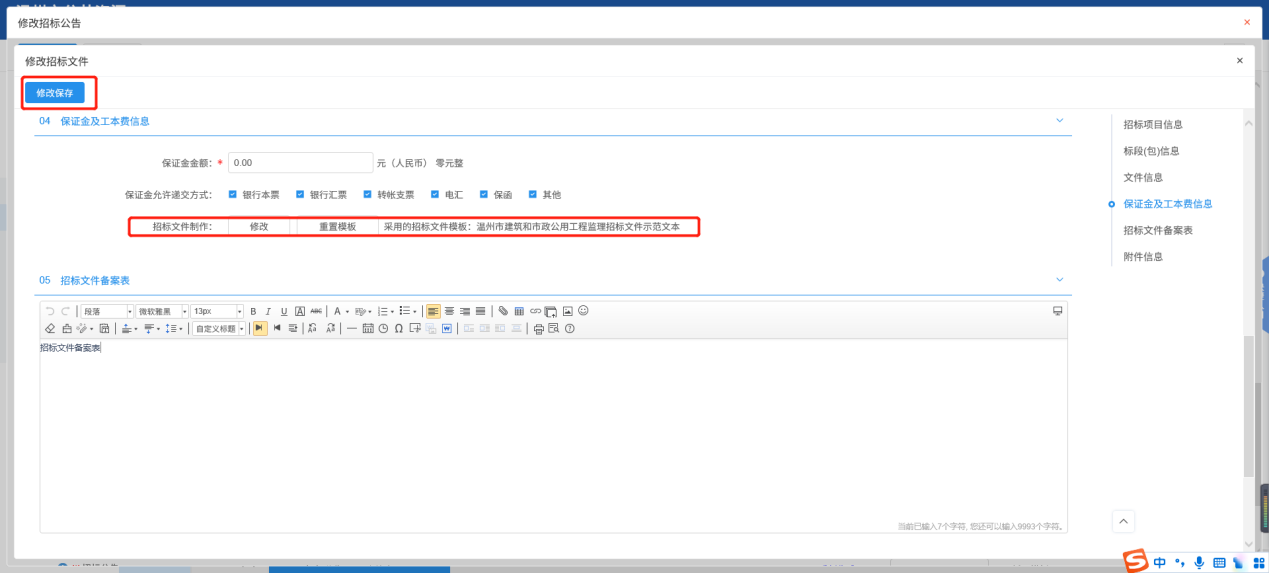 修改招标公告
修改招标文件
修改保存
04 保证金及工本费信息
保证金金额： * 0.00 元（人民币） 零元整
保证金允许递交方式： 银行本票 银行汇票 转帐支票 电汇 保函 其他
招标文件制作： 修改 重置模板 采用的招标文件模板：温州市建筑和市政公用工程监理招标文件示范文本
05 招标文件备案表
段落 微软雅黑 13px B I U A ABC A
自定义标题
招标文件备案表
当前已输入7个字符, 您还可以输入9993个字符。
招标项目信息
标段(包)信息
文件信息
保证金及工本费信息
招标文件备案表
附件信息
中